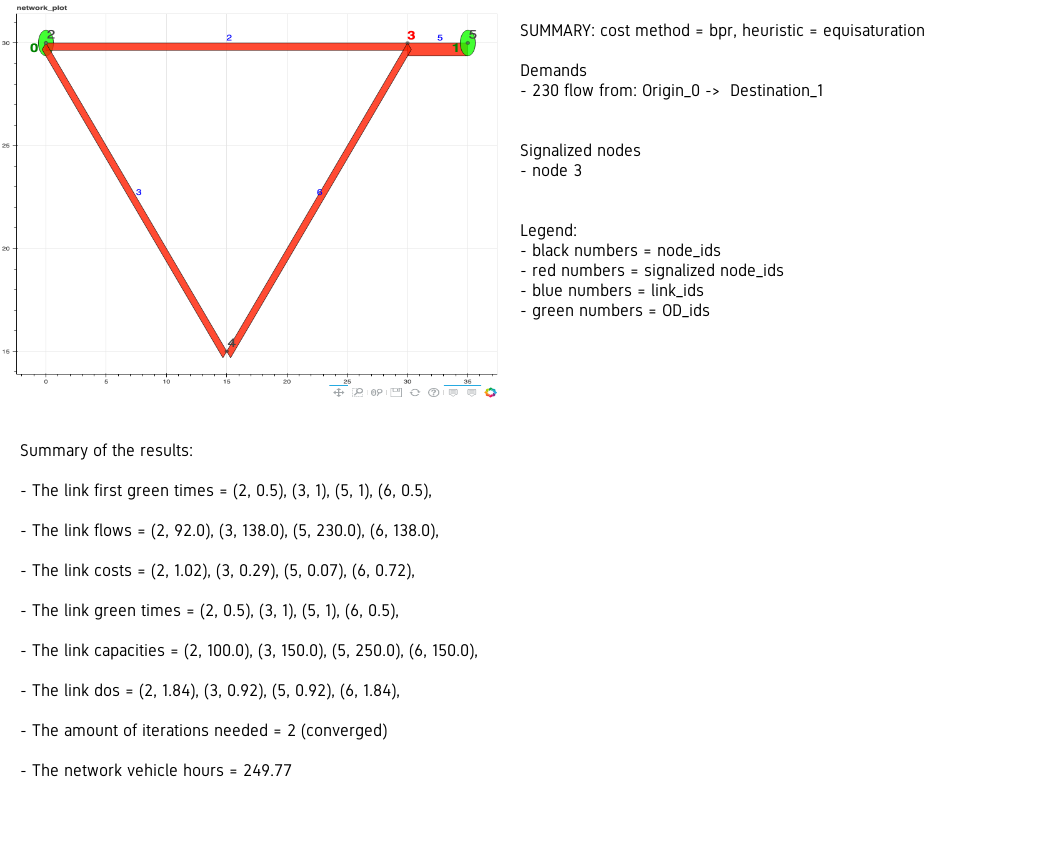 network_plot
2
5
0
2
3
5
1
30
25
3
6
20
4
15
0
5
10
15
20
25
30
35
SUMMARY: cost method = bpr, heuristic = equisaturation
Demands
- 230 flow from: Origin_0 -> Destination_1
Signalized nodes
- node 3
Legend:
- black numbers = node_ids
- red numbers = signalized node_ids
- blue numbers = link_ids
- green numbers = OD_ids
Summary of the results:
- The link first green times = (2, 0.5), (3, 1), (5, 1), (6, 0.5),
- The link flows = (2, 92.0), (3, 138.0), (5, 230.0), (6, 138.0),
- The link costs = (2, 1.02), (3, 0.29), (5, 0.07), (6, 0.72),
- The link green times = (2, 0.5), (3, 1), (5, 1), (6, 0.5),
- The link capacities = (2, 100.0), (3, 150.0), (5, 250.0), (6, 150.0),
- The link dos = (2, 1.84), (3, 0.92), (5, 0.92), (6, 1.84),
- The amount of iterations needed = 2 (converged)
- The network vehicle hours = 249.77